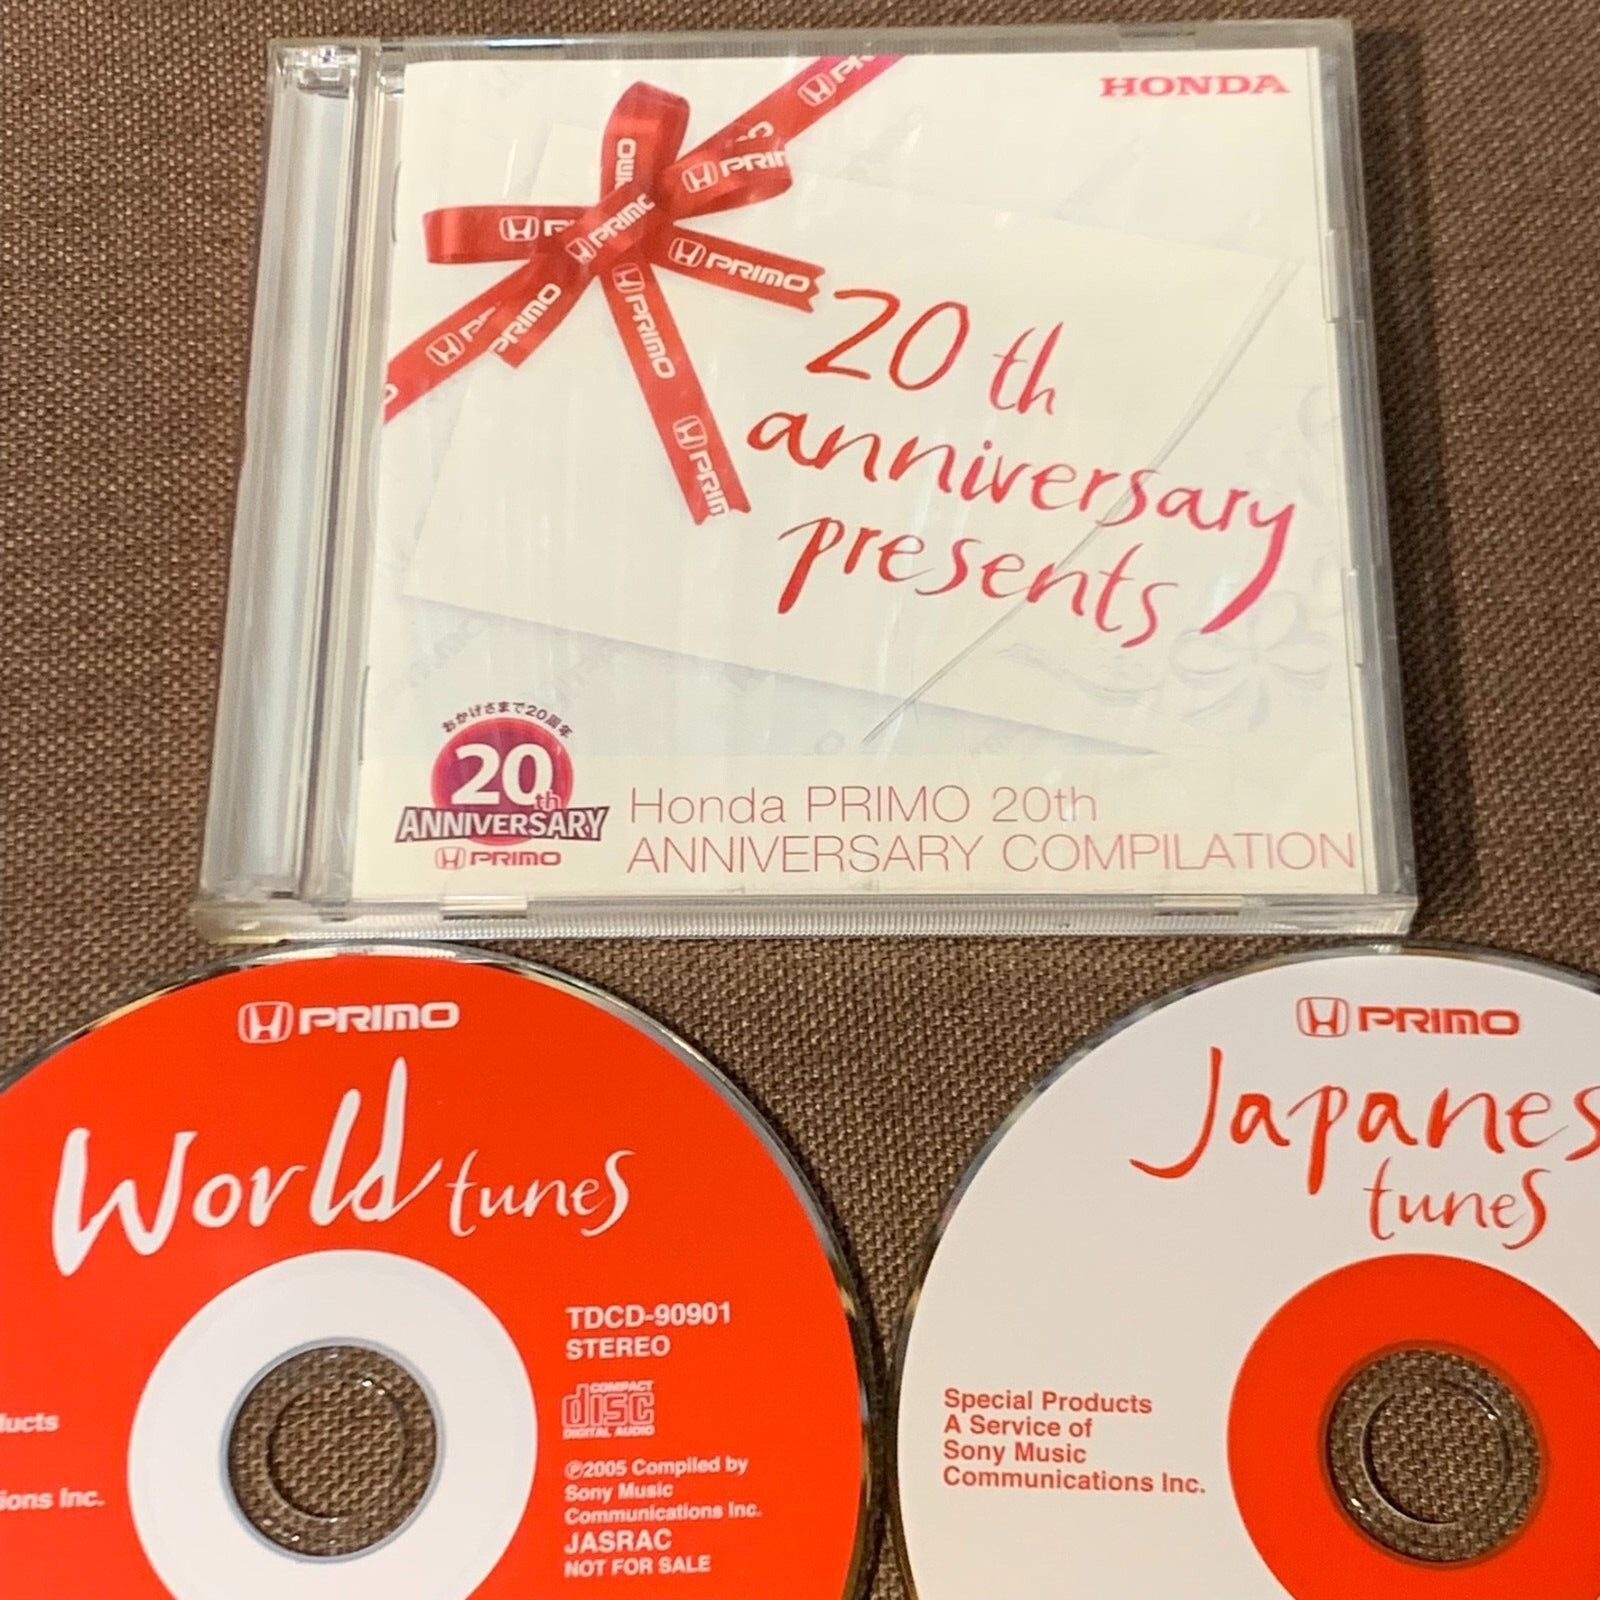 HONDA
PRIMO
PRIMO
PRIMO
PRIMO
PRIMO
20 th
anniversary
presents
おかげさまで20周年
20th
ANNIVERSARY
PRIMO
Honda PRIMO 20th
ANNIVERSARY COMPILATION
PRIMO
World tunes
TDCD-90901
STEREO
COMPACT
disc
DIGITAL AUDIO
℗2005 Compiled by
Sony Music
Communications Inc.
JASRAC
NOT FOR SALE
Inc.
PRIMO
Japanes
tunes
Special Products
A Service of
Sony Music
Communications Inc.